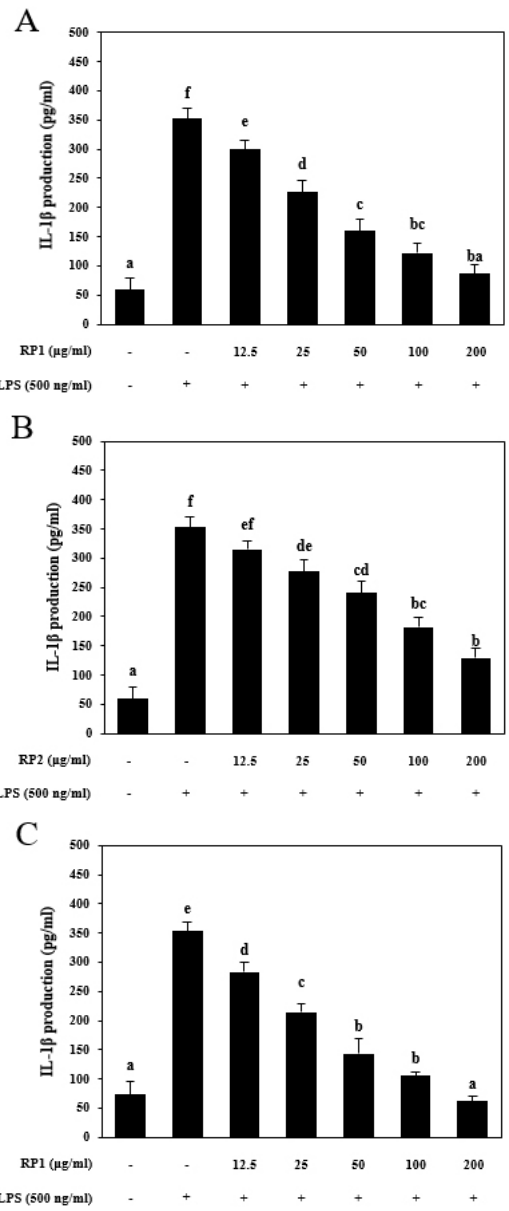 A
500
450
400
350
300
250
200
150
100
50
0
IL-1β production (pg/ml)
a
f
e
d
c
bc
ba
RP1 (μg/ml) - - 12.5 25 50 100 200
LPS (500 ng/ml) - + + + + + +
B
500
450
400
350
300
250
200
150
100
50
0
IL-1β production (pg/ml)
a
f
ef
de
cd
bc
b
RP2 (μg/ml) - - 12.5 25 50 100 200
LPS (500 ng/ml) - + + + + + +
C
500
450
400
350
300
250
200
150
100
50
0
IL-1β production (pg/ml)
a
e
d
c
b
b
a
RP1 (μg/ml) - - 12.5 25 50 100 200
LPS (500 ng/ml) - + + + + + +